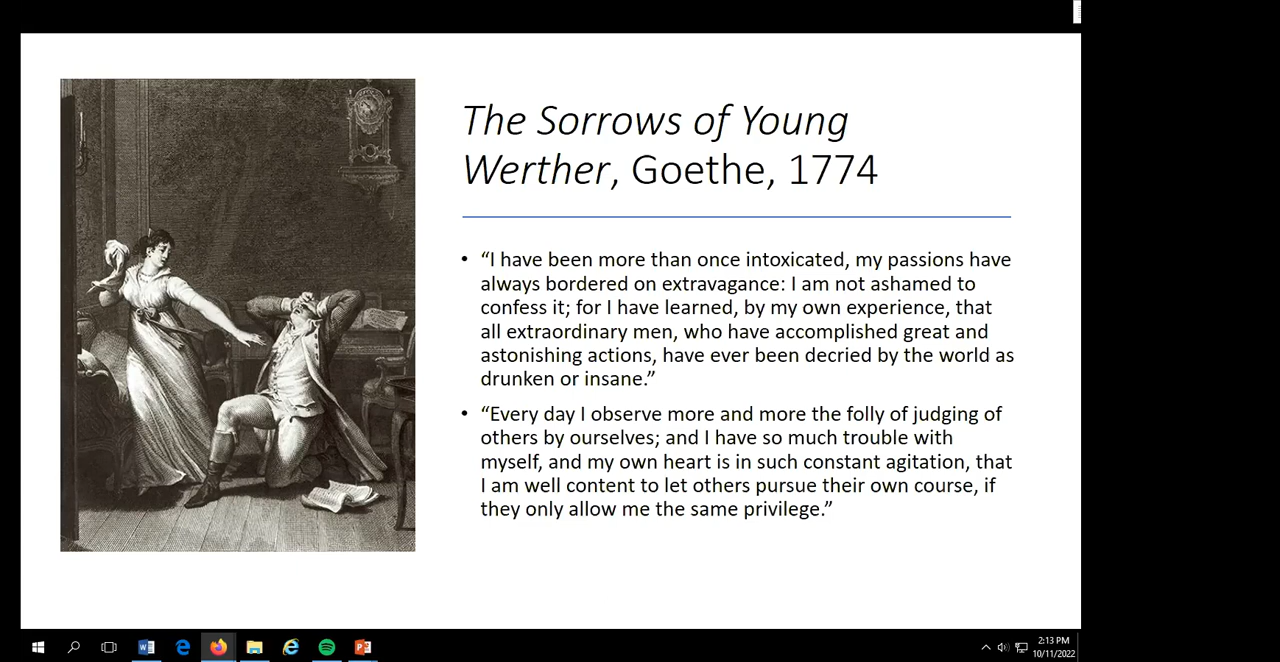 The Sorrows of Young
Werther, Goethe, 1774
• “I have been more than once intoxicated, my passions have
always bordered on extravagance: I am not ashamed to
confess it; for I have learned, by my own experience, that
all extraordinary men, who have accomplished great and
astonishing actions, have ever been decried by the world as
drunken or insane.”
• “Every day I observe more and more the folly of judging of
others by ourselves; and I have so much trouble with
myself, and my own heart is in such constant agitation, that
I am well content to let others pursue their own course, if
they only allow me the same privilege.”
2:13 PM
10/11/2022